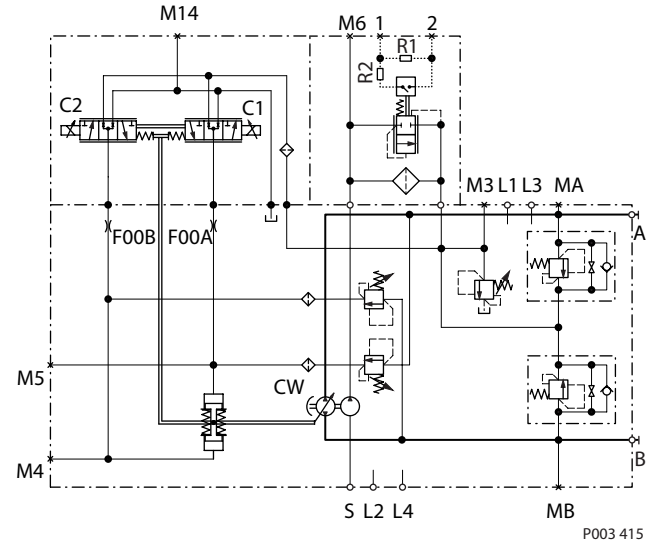 M14
M6 1 2
R1
R2
C2 C1
M3 L1 L3 MA
A
F00B F00A
M5
CW
M4
B
S L2 L4 MB
P003 415